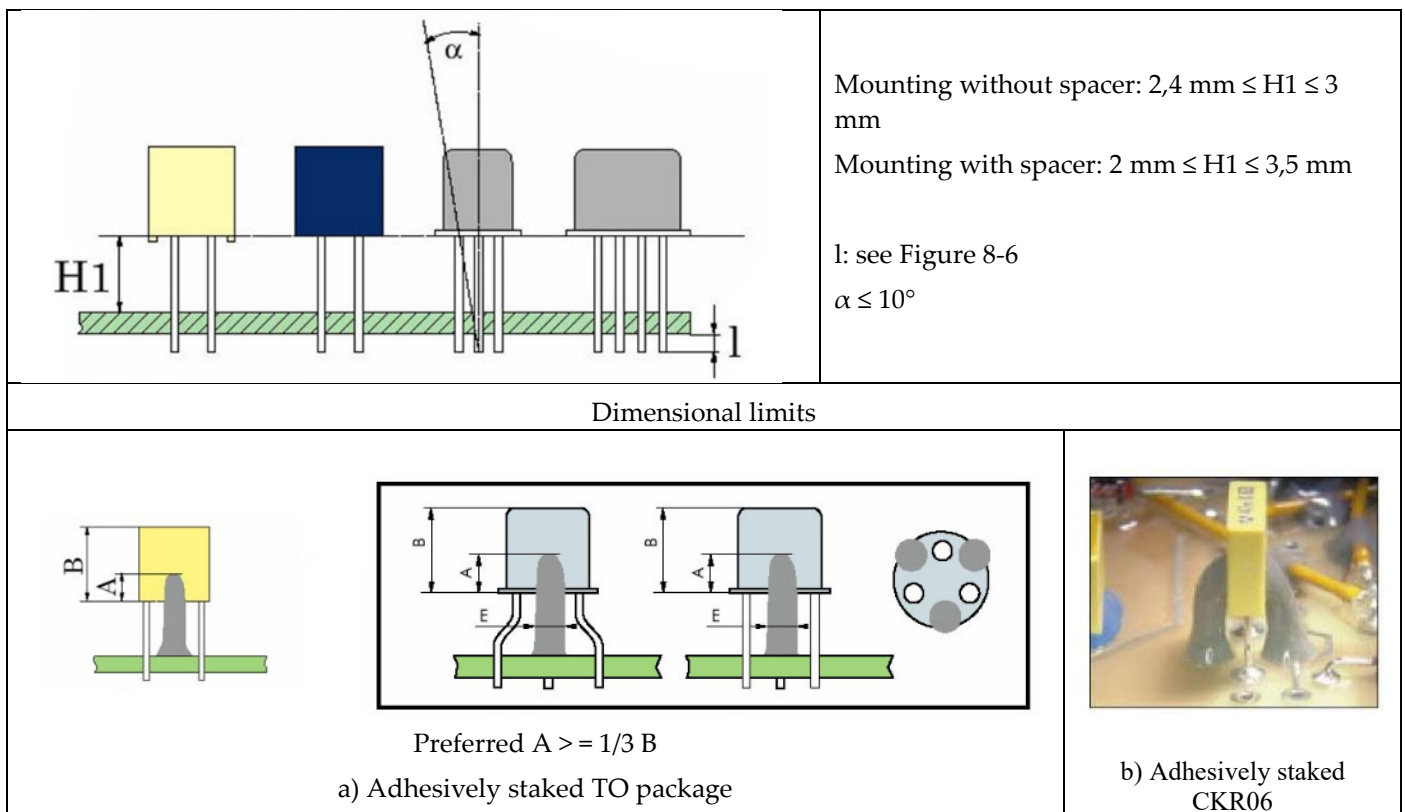 α
H1
l
Mounting without spacer: 2,4 mm ≤ H1 ≤ 3
mm
Mounting with spacer: 2 mm ≤ H1 ≤ 3,5 mm
l: see Figure 8-6
α ≤ 10°
Dimensional limits
B
A
B
A
E
B
A
E
Preferred A > = 1/3 B
a) Adhesively staked TO package
b) Adhesively staked
CKR06